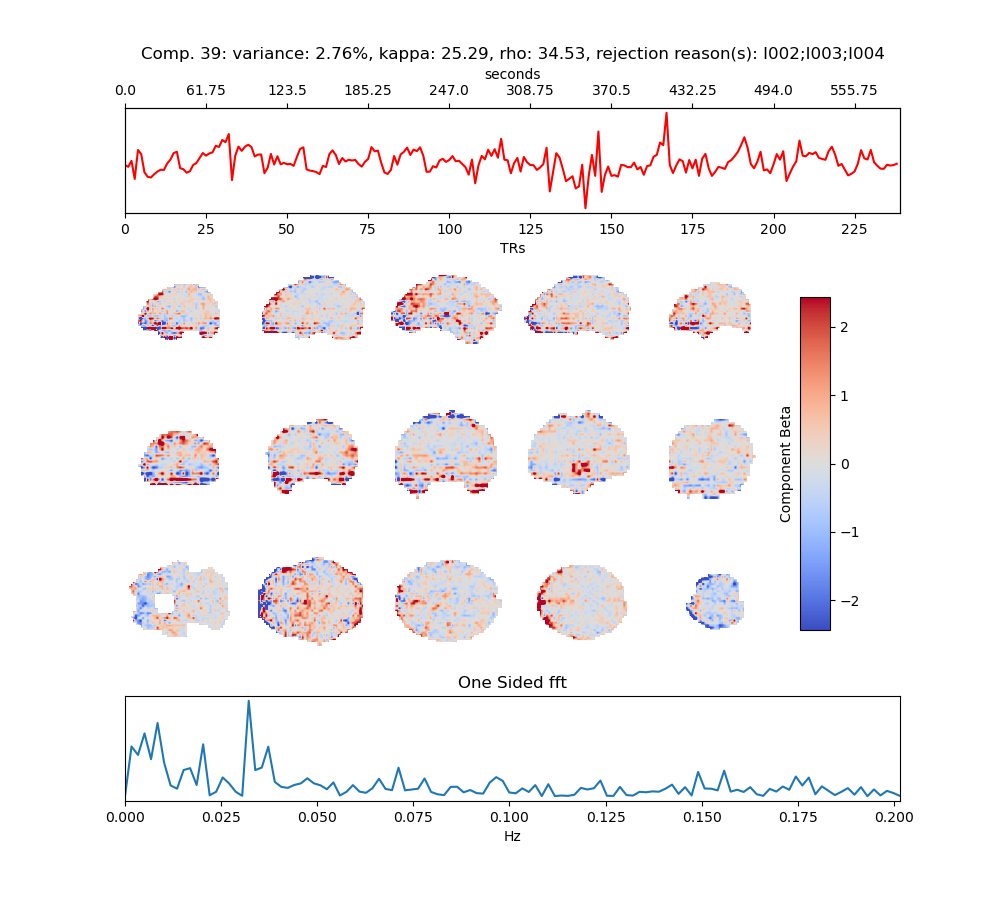 Comp. 39: variance: 2.76%, kappa: 25.29, rho: 34.53, rejection reason(s): I002;I003;I004
seconds
0.0 61.75 123.5 185.25 247.0 308.75 370.5 432.25 494.0 555.75
0 25 50 75 100 125 150 175 200 225
TRs
2
1
0
−1
−2
Component Beta
One Sided fft
0.000 0.025 0.050 0.075 0.100 0.125 0.150 0.175 0.200
Hz